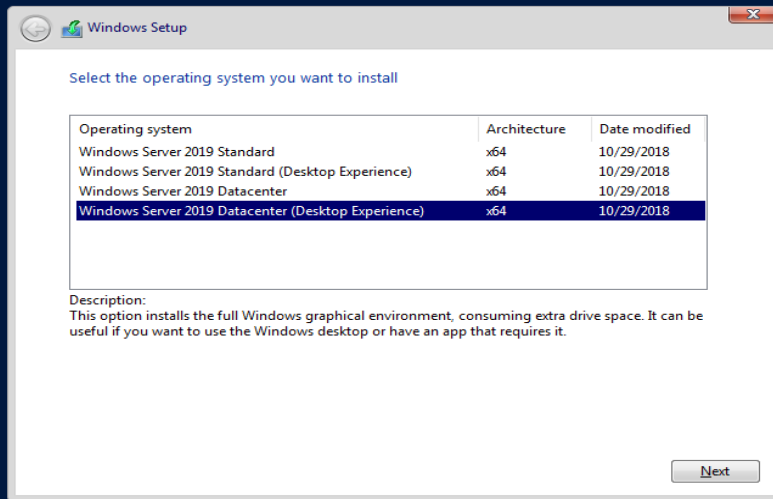 Windows Setup
Select the operating system you want to install
Operating system Architecture Date modified
Windows Server 2019 Standard x64 10/29/2018
Windows Server 2019 Standard (Desktop Experience) x64 10/29/2018
Windows Server 2019 Datacenter x64 10/29/2018
Windows Server 2019 Datacenter (Desktop Experience) x64 10/29/2018
Description:
This option installs the full Windows graphical environment, consuming extra drive space. It can be
useful if you want to use the Windows desktop or have an app that requires it.
Next